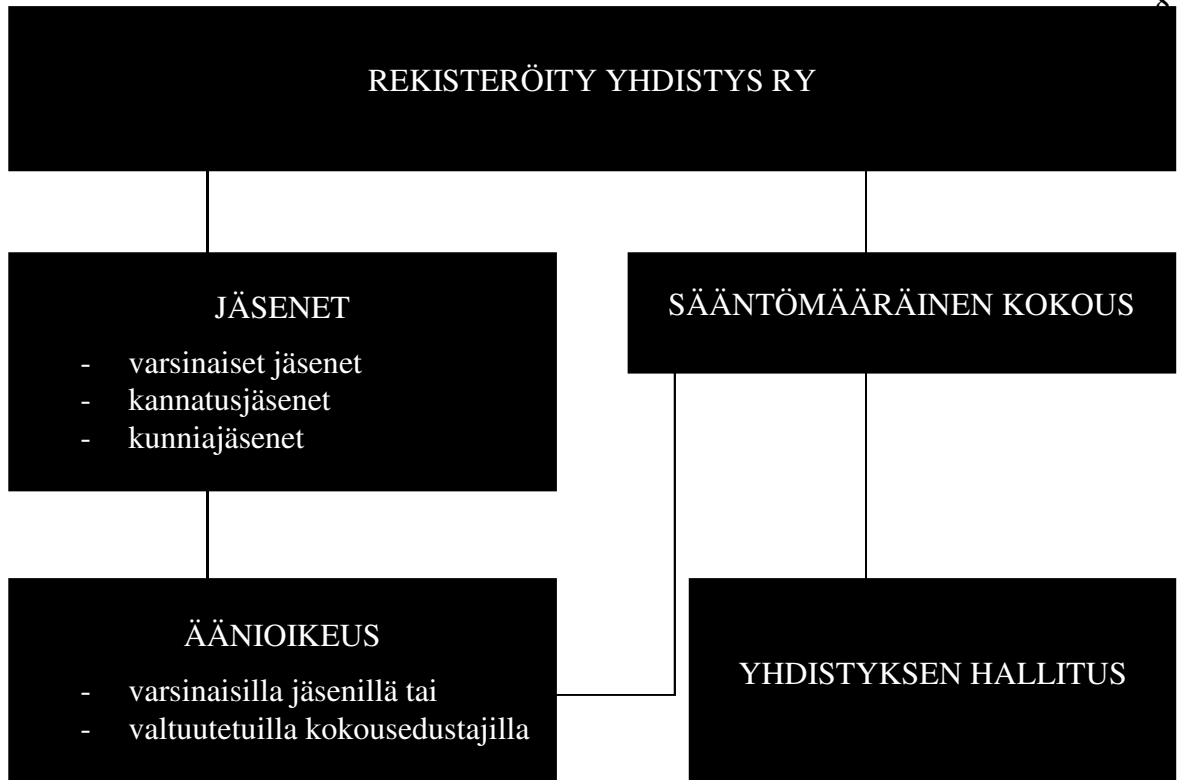 REKISTERÖITY YHDISTYS RY
JÄSENET
- varsinaiset jäsenet
- kannatusjäsenet
- kunniajäsenet
SÄÄNTÖMÄÄRÄINEN KOKOUS
ÄÄNIOIKEUS
- varsinaisilla jäsenillä tai
- valtuutetuilla kokousedustajilla
YHDISTYKSEN HALLITUS